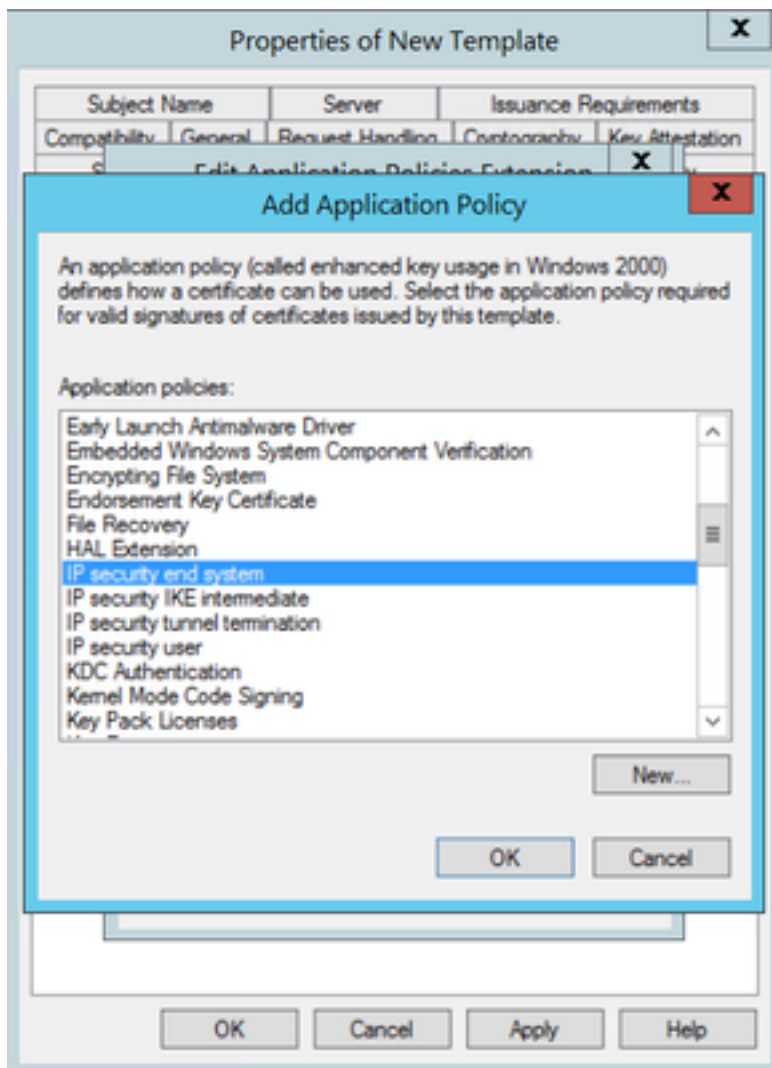 Properties of New Template
Subject Name Server Issuance Requirements
Compatibility General Request Handling Cryptography Key Attestation
Edit Application Policies Extension
Add Application Policy
An application policy (called enhanced key usage in Windows 2000)
defines how a certificate can be used. Select the application policy required
for valid signatures of certificates issued by this template.
Application policies:
Early Launch Antimalware Driver
Embedded Windows System Component Verification
Encrypting File System
Endorsement Key Certificate
File Recovery
HAL Extension
IP security end system
IP security IKE intermediate
IP security tunnel termination
IP security user
KDC Authentication
Kernel Mode Code Signing
Key Pack Licenses
New...
OK Cancel
OK Cancel Apply Help